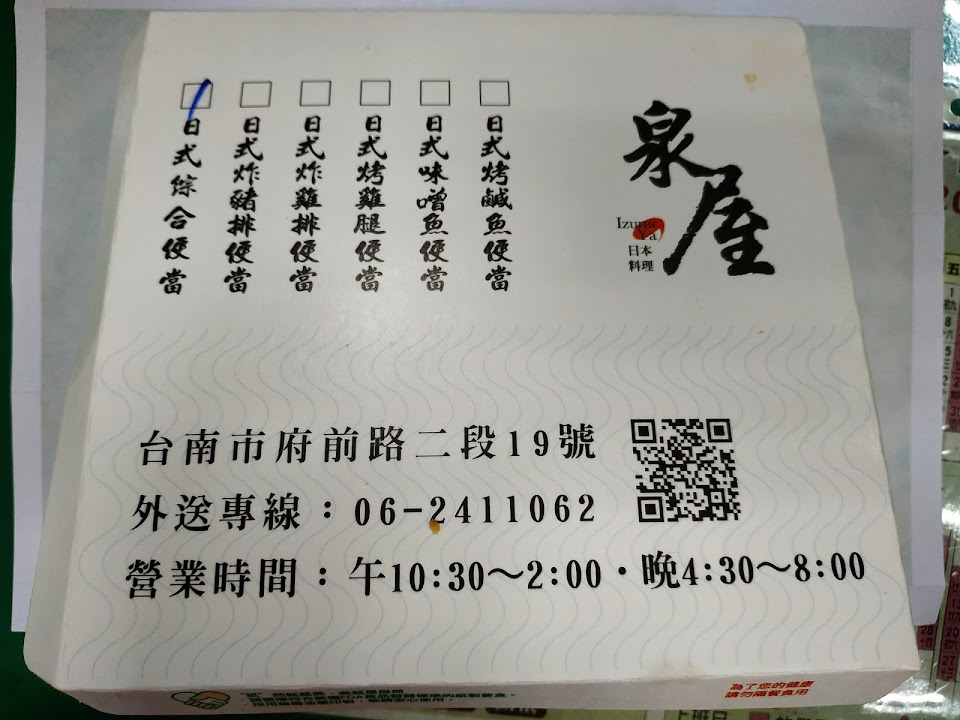 泉屋
Izumi Ya
日本
料理
日式烤鹹魚便當
日式味噌魚便當
日式烤雞腿便當
日式炸雞排便當
日式炸豬排便當
日式綜合便當
台南市府前路二段19號
外送專線：06-2411062
營業時間：午10:30～2:00·晚4:30～8:00
為了您的健康
請勿隔餐食用